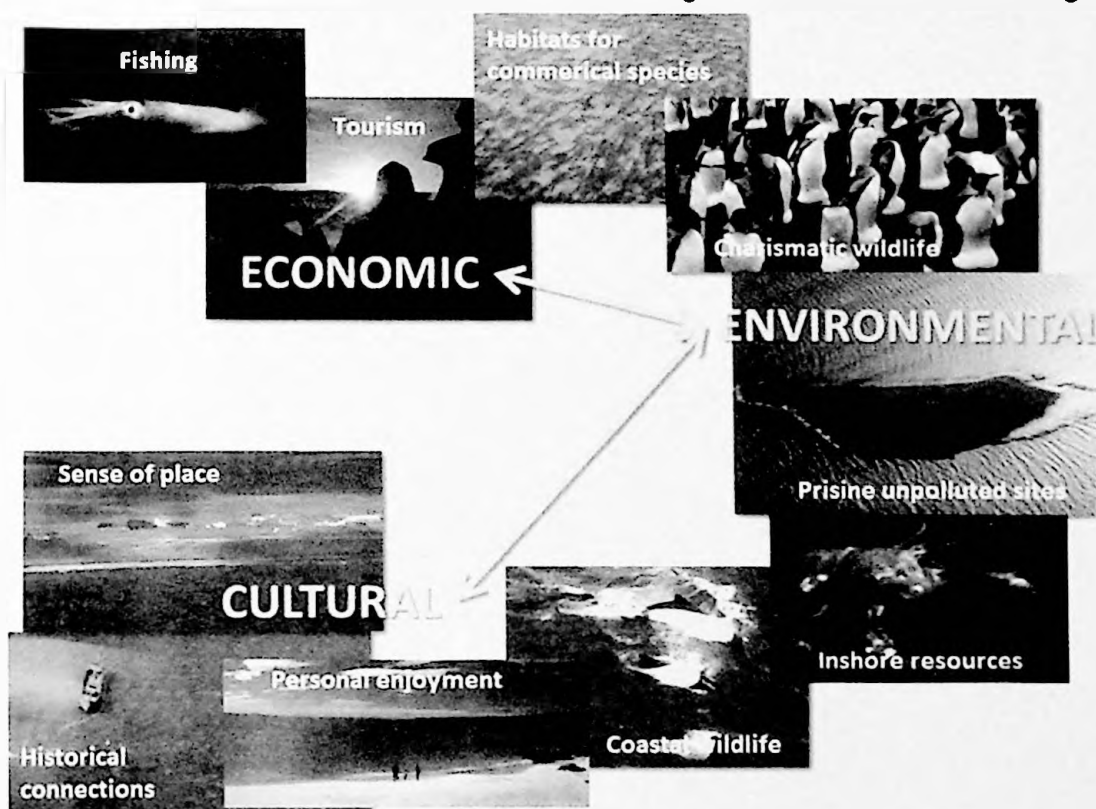 Fishing
Habitats for
commerical species
Tourism
Charismatic wildlife
ECONOMIC
ENVIRONMENTAL
Sense of place
Prisine unpolluted sites
CULTURAL
Inshore resources
Personal enjoyment
Coastal wildlife
Historical
connections